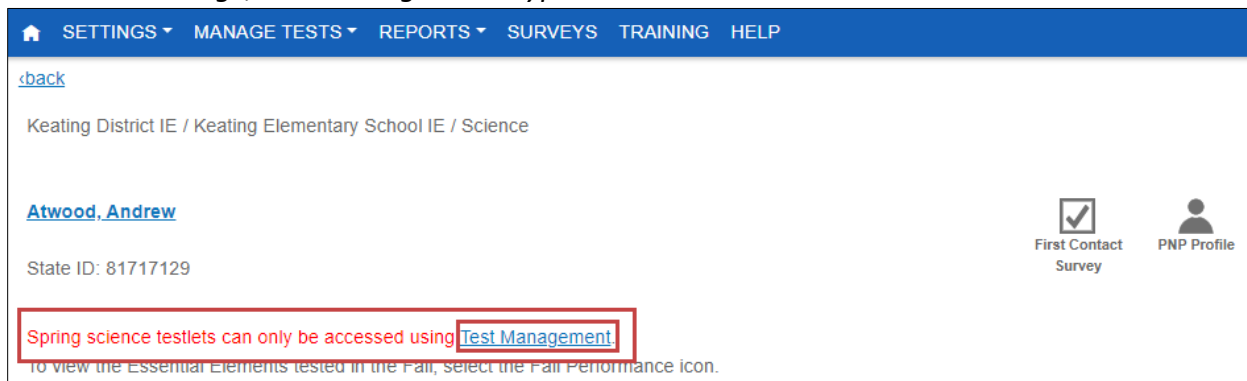 SETTINGS MANAGE TESTS REPORTS SURVEYS TRAINING HELP
‹back
Keating District IE / Keating Elementary School IE / Science
Atwood, Andrew
First Contact Survey
PNP Profile
State ID: 81717129
Spring science testlets can only be accessed using Test Management.
To view the Essential Elements tested in the Fall, select the Fall Performance icon.